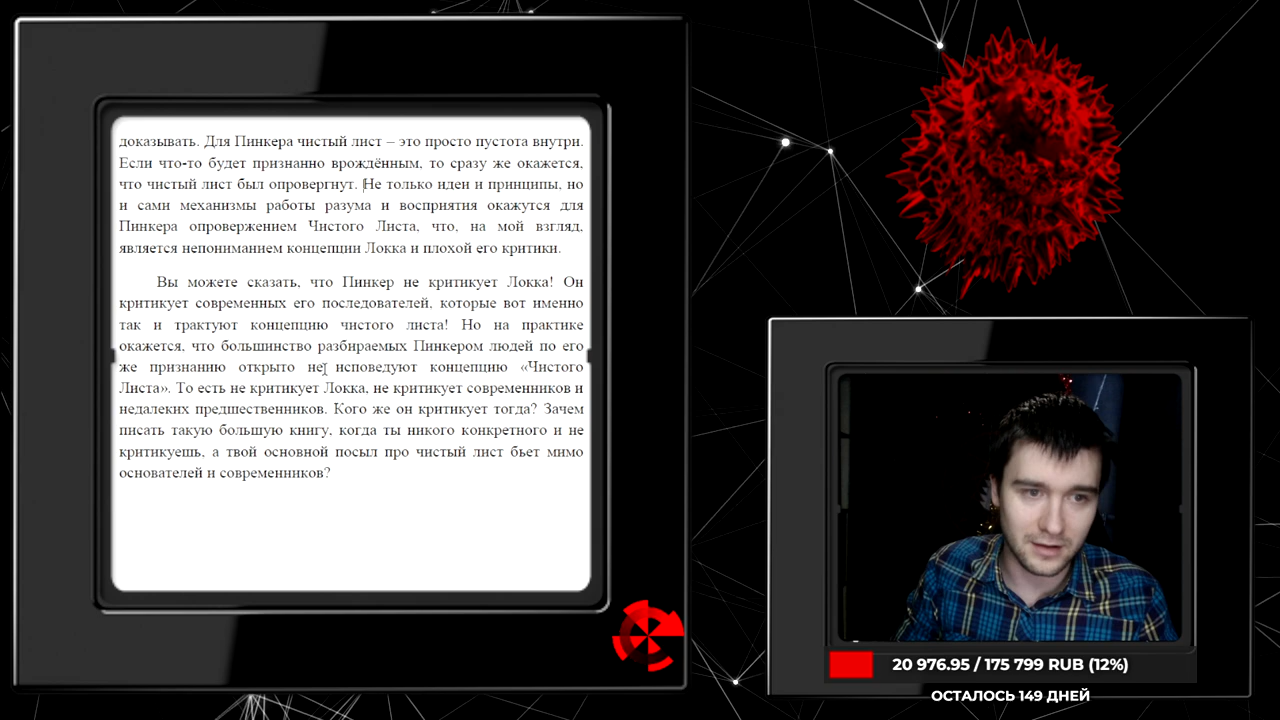 доказывать. Для Пинкера чистый лист – это просто пустота внутри.
Если что-то будет признанно врождённым, то сразу же окажется,
что чистый лист был опровергнут. Не только идеи и принципы, но
и сами механизмы работы разума и восприятия окажутся для
Пинкера опровержением Чистого Листа, что, на мой взгляд,
является непониманием концепции Локка и плохой его критики.
Вы можете сказать, что Пинкер не критикует Локка! Он
критикует современных его последователей, которые вот именно
так и трактуют концепцию чистого листа! Но на практике
окажется, что большинство разбираемых Пинкером людей по его
же признанию открыто не исповедуют концепцию «Чистого
Листа». То есть не критикует Локка, не критикует современников и
недалеких предшественников. Кого же он критикует тогда? Зачем
писать такую большую книгу, когда ты никого конкретного и не
критикуешь, а твой основной посыл про чистый лист бьет мимо
основателей и современников?
20 976.95 / 175 799 RUB (12%)
ОСТАЛОСЬ 149 ДНЕЙ